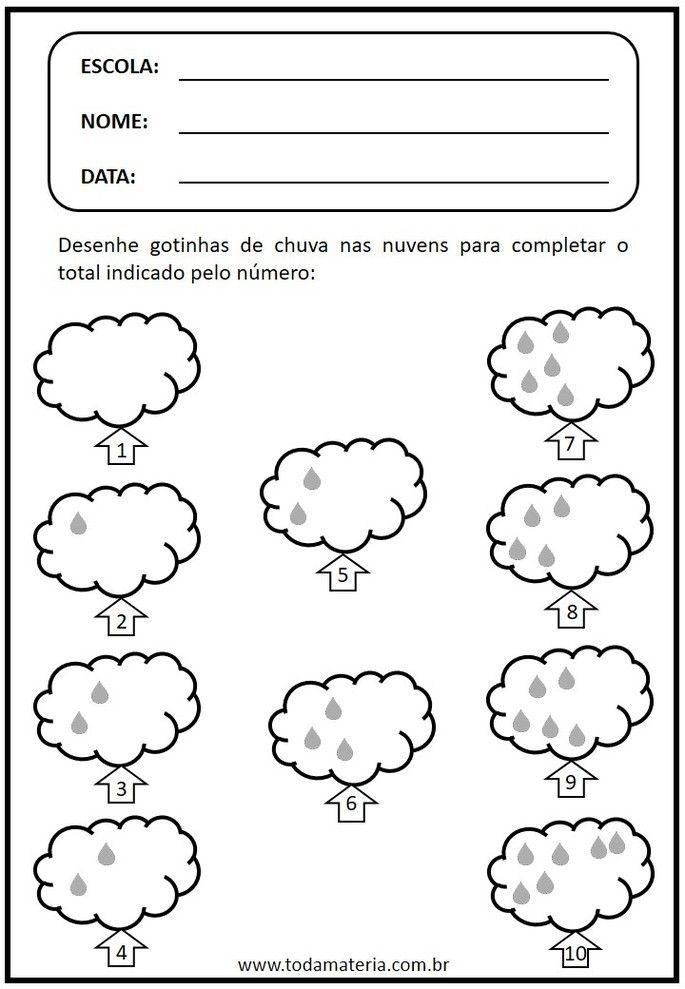 ESCOLA:
NOME:
DATA:
Desenhe gotinhas de chuva nas nuvens para completar o
total indicado pelo número:
1
2
3
4
5
6
7
8
9
10
www.todamateria.com.br